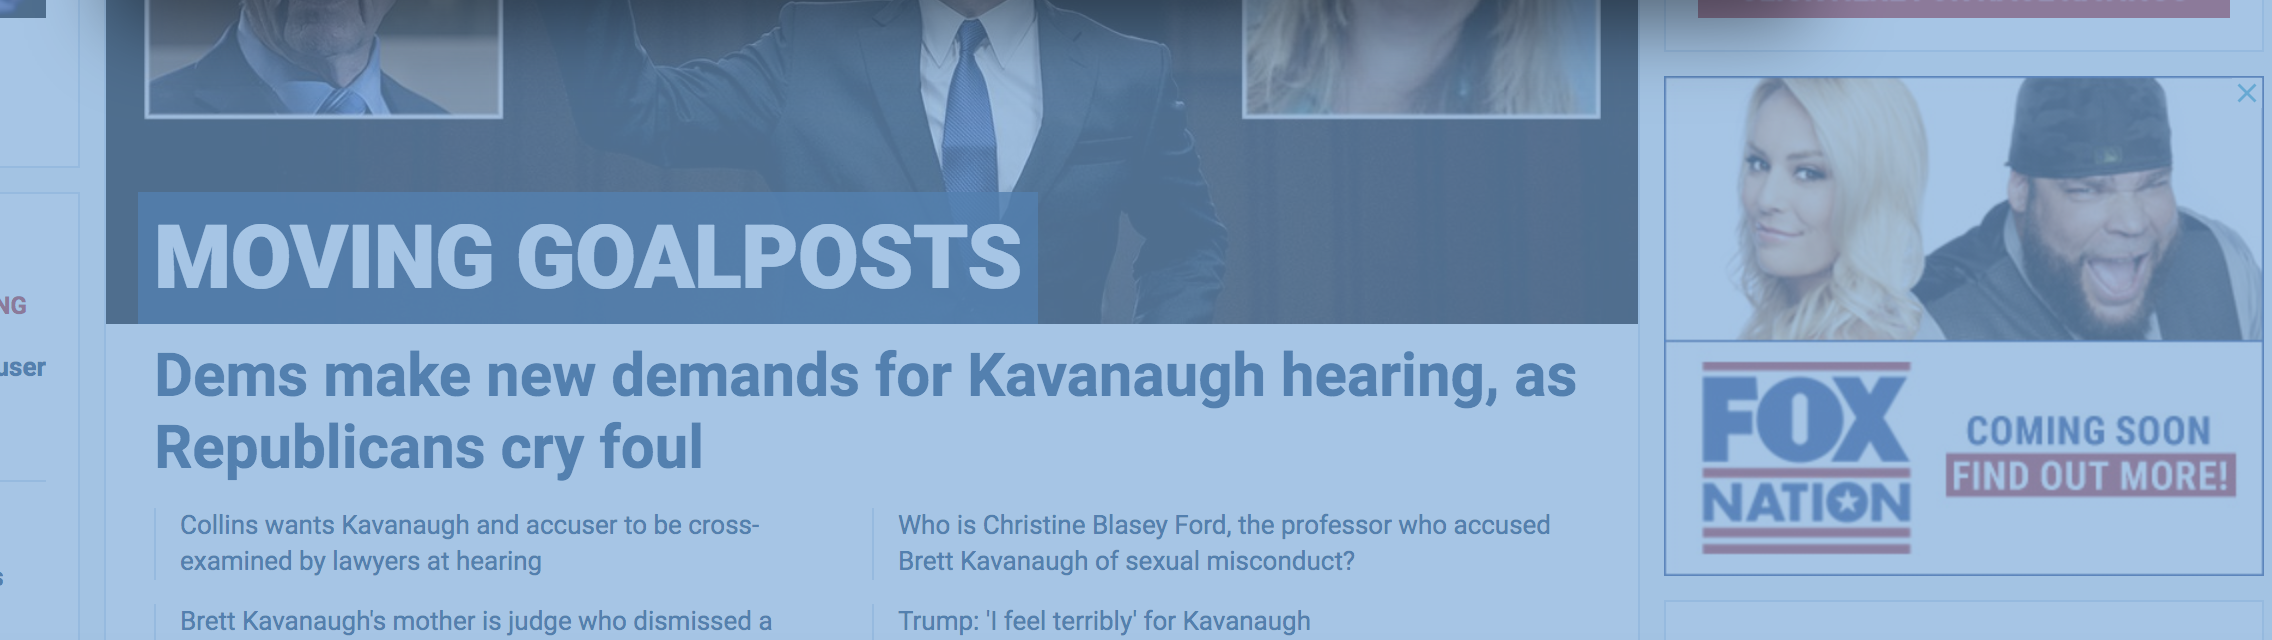 NG
user
s
MOVING GOALPOSTS
Dems make new demands for Kavanaugh hearing, as
Republicans cry foul
Collins wants Kavanaugh and accuser to be cross-
examined by lawyers at hearing
Who is Christine Blasey Ford, the professor who accused
Brett Kavanaugh of sexual misconduct?
Brett Kavanaugh's mother is judge who dismissed a
Trump: 'I feel terribly' for Kavanaugh
FOX
NATION
COMING SOON
FIND OUT MORE!